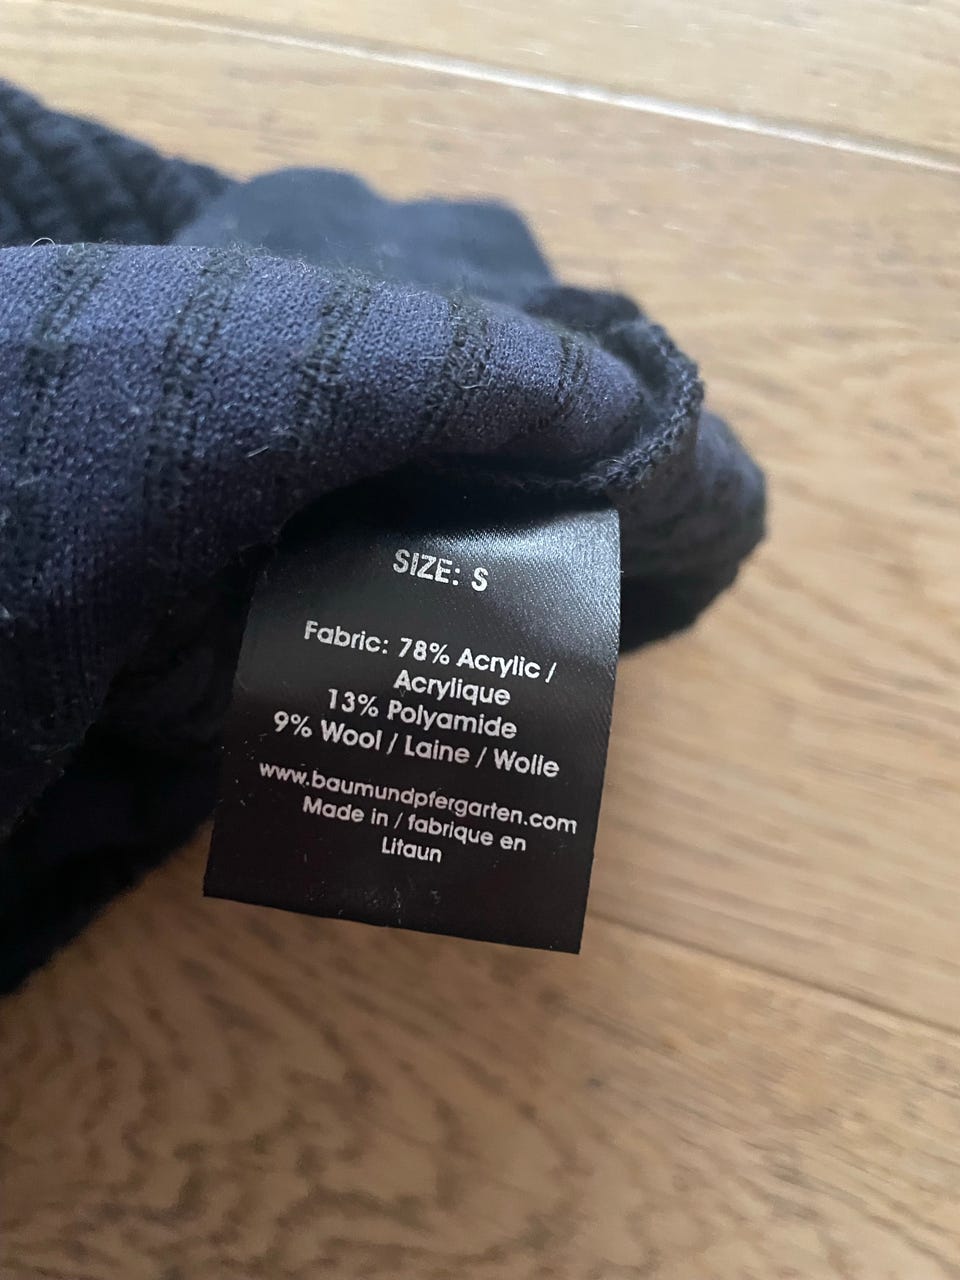 SIZE: S
Fabric: 78% Acrylic /
Acrylique
13% Polyamide
9% Wool / Laine / Wolle
www.baumundpfergarten.com
Made in / fabrique en
Litaun